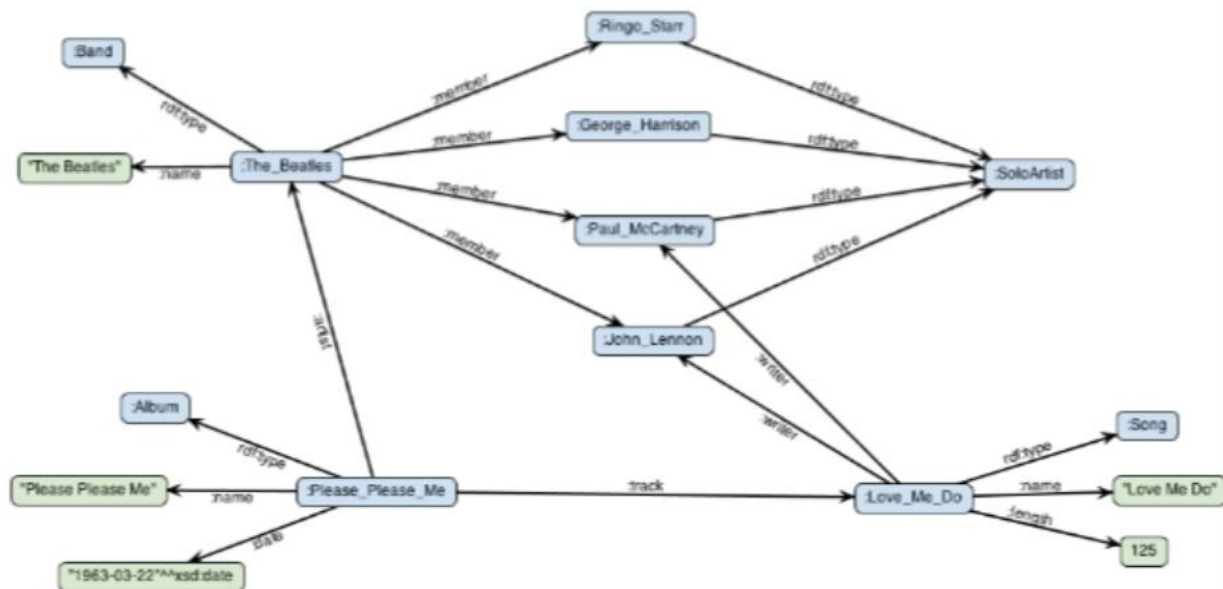 :Ringo_Starr
:Band
:member
rdf:type
rdf:type
:George_Harrison
:member
rdf:type
"The Beatles"
:name
:The_Beatles
:SoloArtist
:member
rdf:type
:Paul_McCartney
:member
rdf:type
:artist
:John_Lennon
:writer
:Album
:writer
:Song
rdf:type
rdf:type
"Please Please Me"
:name
:Please_Please_Me
:track
:Love_Me_Do
:name
"Love Me Do"
:length
:date
125
"1963-03-22"^^xsd:date